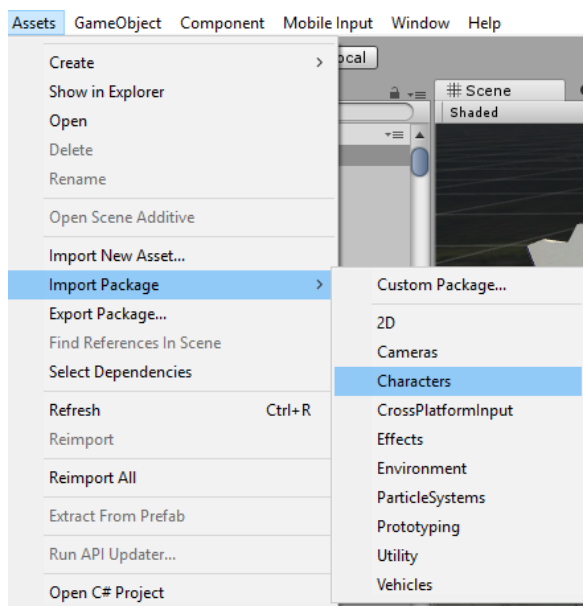 Assets GameObject Component Mobile Input Window Help
Create
Show in Explorer
Open
Delete
Rename
Open Scene Additive
Import New Asset...
Import Package
Export Package...
Find References In Scene
Select Dependencies
Refresh Ctrl+R
Reimport
Reimport All
Extract From Prefab
Run API Updater...
Open C# Project
Scene
Shaded
Custom Package...
2D
Cameras
Characters
CrossPlatformInput
Effects
Environment
ParticleSystems
Prototyping
Utility
Vehicles